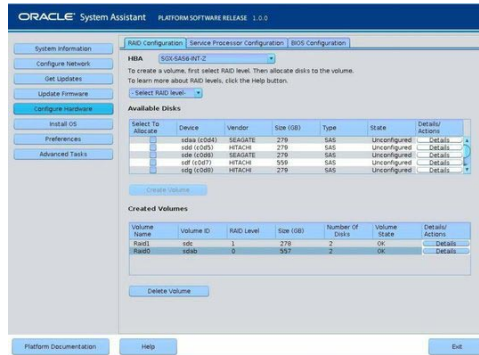 ORACLE® System Assistant PLATFORM SOFTWARE RELEASE 1.0.0
System Information
Configure Network
Get Updates
Update Firmware
Configure Hardware
Install OS
Preferences
Advanced Tasks
RAID Configuration Service Processor Configuration BIOS Configuration
HBA SGX-SAS6-INT-Z
To create a volume, first select RAID level. Then allocate disks to the volume.
To learn more about RAID levels, click the Help button.
- Select RAID level-
Available Disks
Select To Allocate Device Vendor Size (GB) Type State Details/ Actions
sdaa (c0d4) SEAGATE 279 SAS Unconfigured Details
sdd (c0d5) HITACHI 279 SAS Unconfigured Details
sde (c0d6) SEAGATE 279 SAS Unconfigured Details
sdf (c0d7) HITACHI 559 SAS Unconfigured Details
sdg (c0d8) HITACHI 279 SAS Unconfigured Details
Create Volume
Created Volumes
Volume Name Volume ID RAID Level Size (GB) Number Of Disks Volume State Details/ Actions
Raid1 sdc 1 278 2 OK Details
Raid0 sdab 0 557 2 OK Details
Delete Volume
Platform Documentation Help Exit